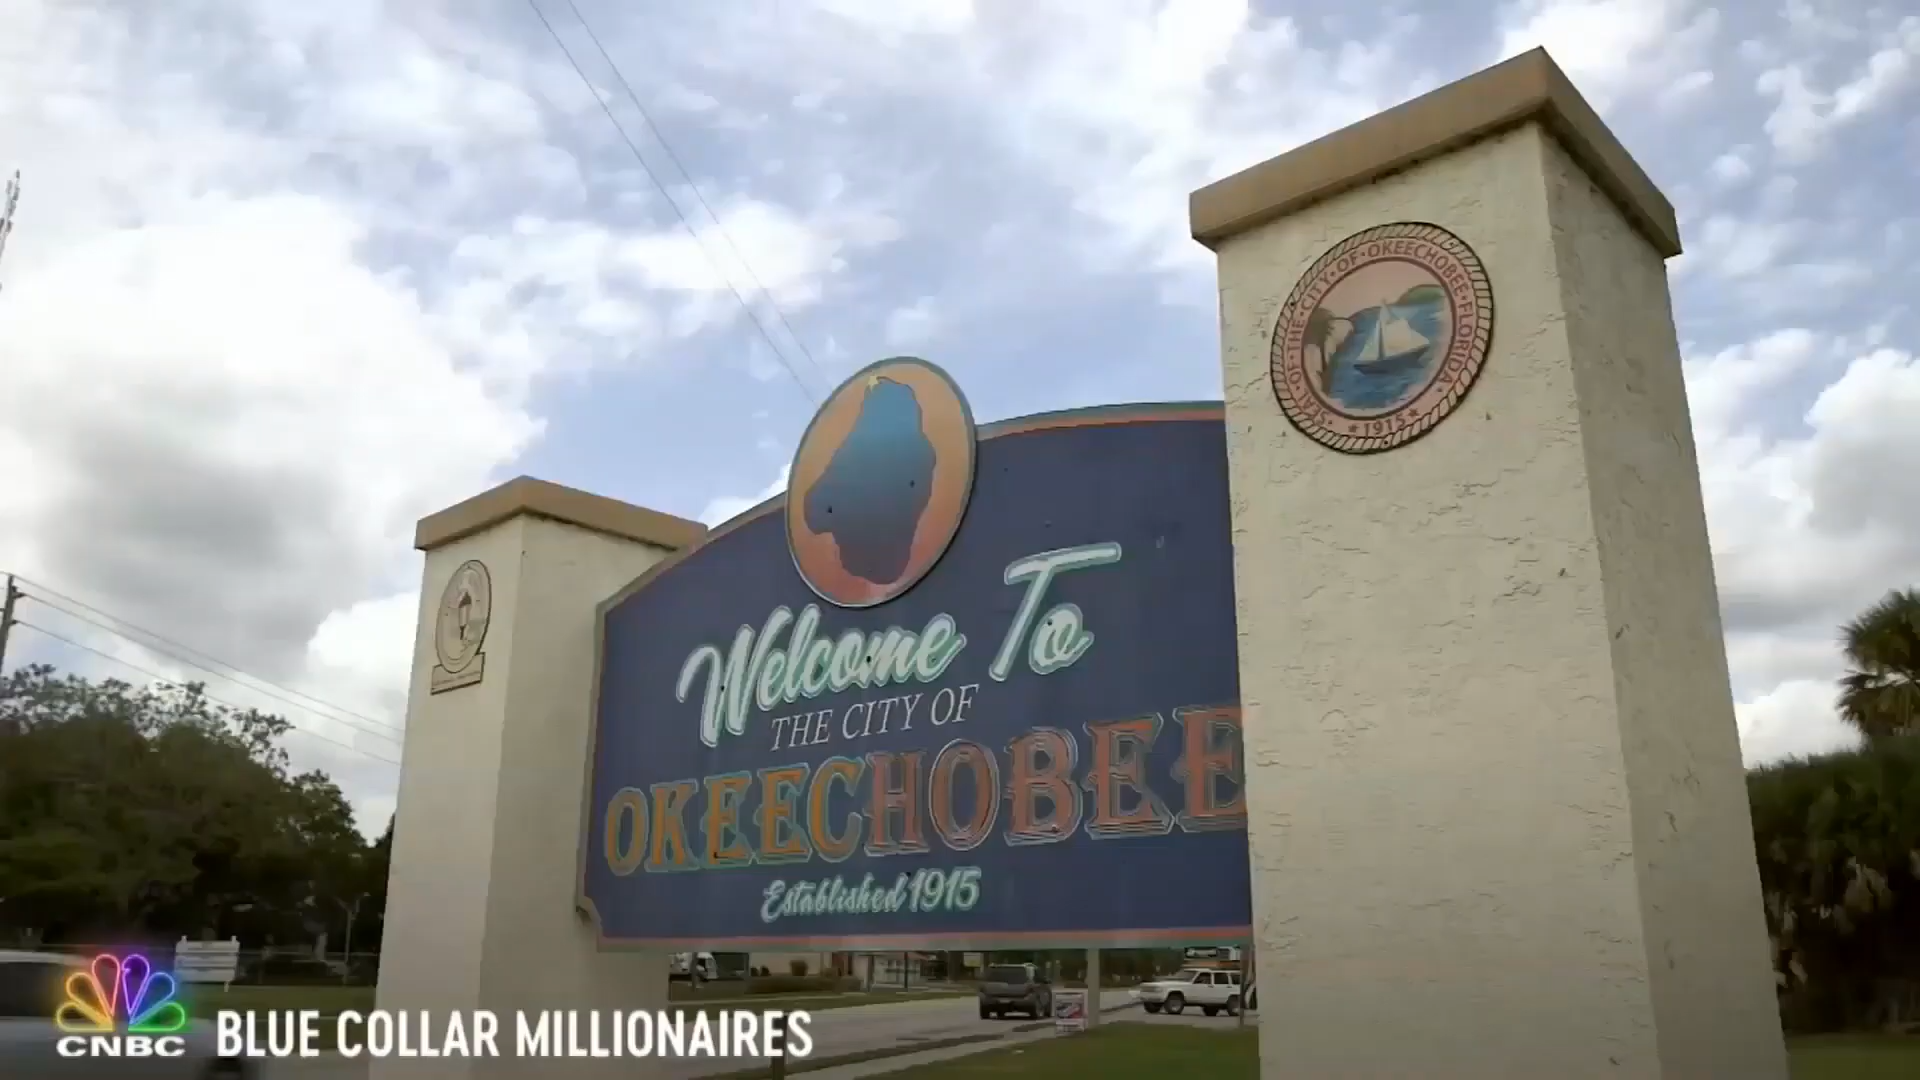 SEAL·OF·THE·CITY·OF·OKEECHOBEE·FLORIDA·
★1915★
Welcome To
THE CITY OF
OKEECHOBEE
Established 1915
CNBC
BLUE COLLAR MILLIONAIRES